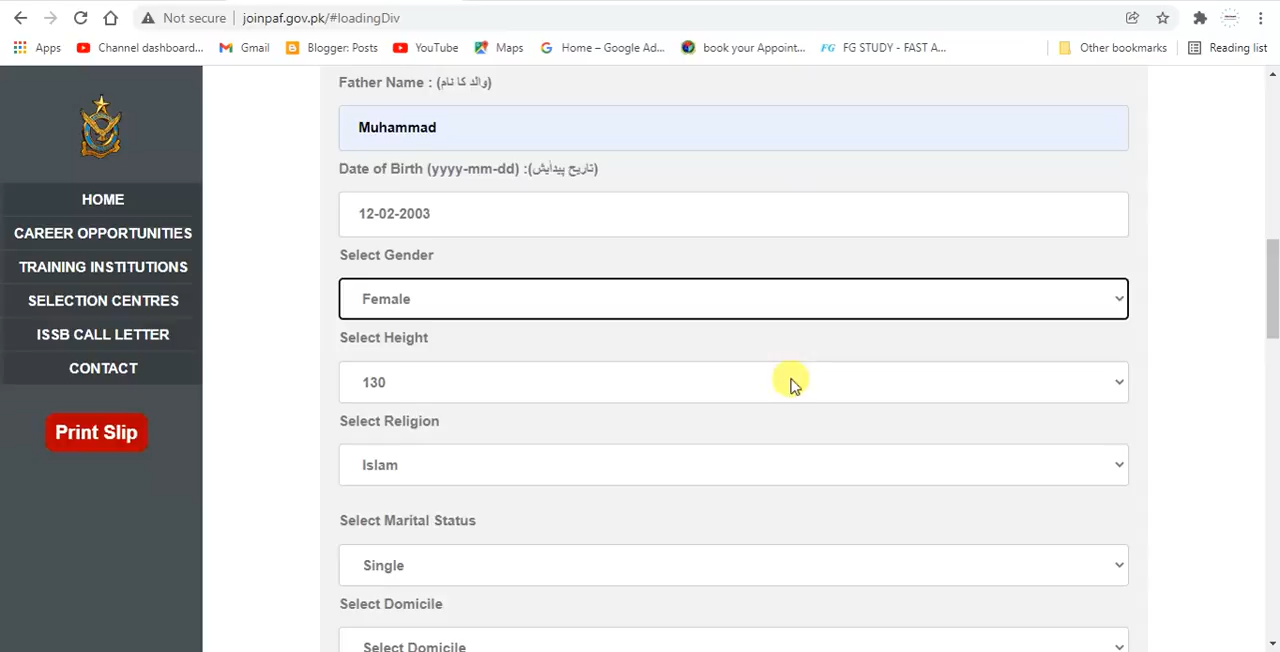 Not secure | joinpaf.gov.pk/#loadingDiv
Apps Channel dashboard... Gmail Blogger: Posts YouTube Maps Home – Google Ad... book your Appoint... FG STUDY - FAST A... Other bookmarks Reading list
Father Name : (والد کا نام)
Muhammad
Date of Birth (yyyy-mm-dd) :(تاریخ پیدأیش)
12-02-2003
Select Gender
Female
Select Height
130
Select Religion
Islam
Select Marital Status
Single
Select Domicile
Select Domicile
HOME
CAREER OPPORTUNITIES
TRAINING INSTITUTIONS
SELECTION CENTRES
ISSB CALL LETTER
CONTACT
Print Slip